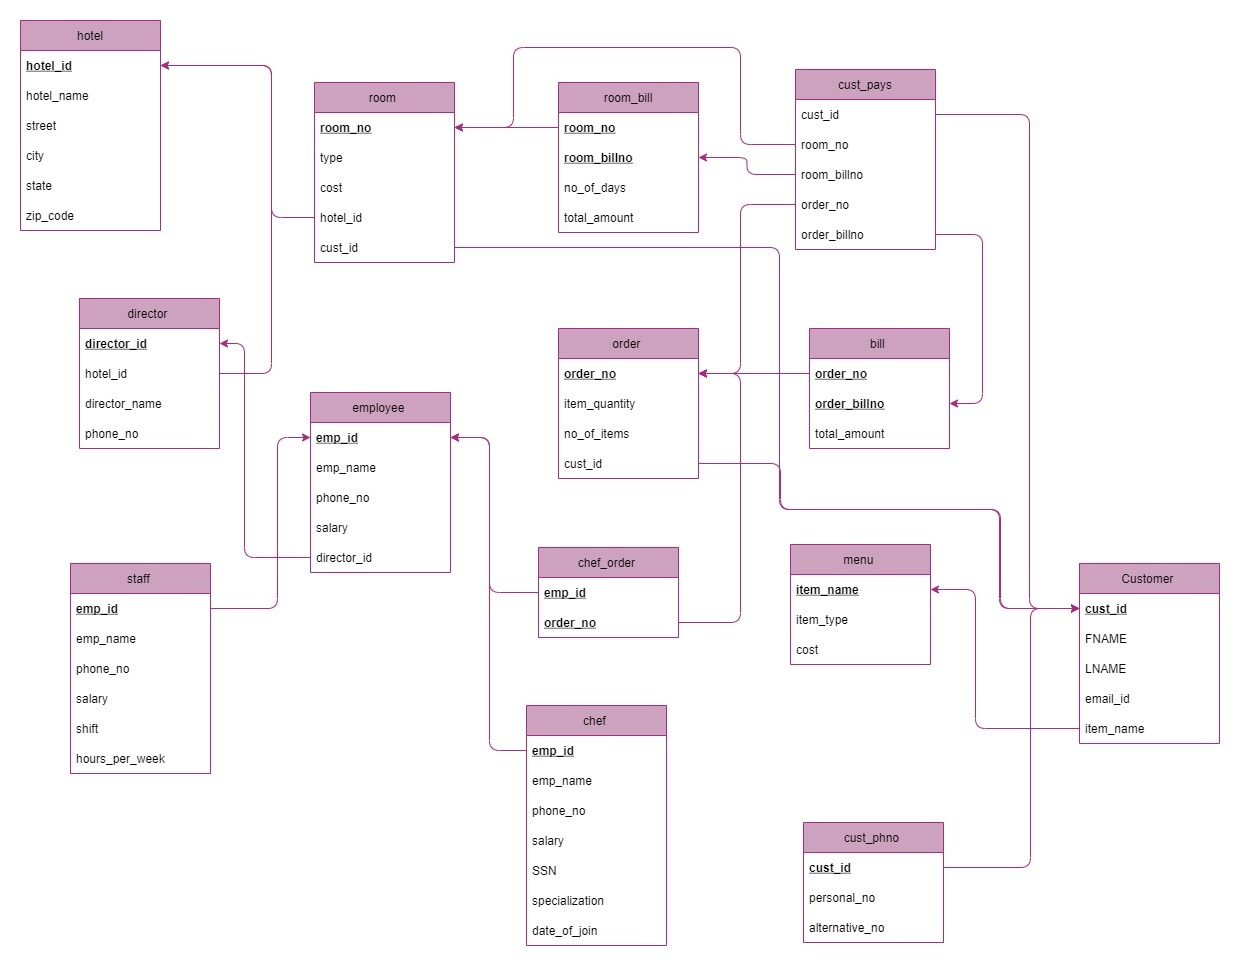 hotel
hotel_id
hotel_name
street
city
state
zip_code
room
room_no
type
cost
hotel_id
cust_id
room_bill
room_no
room_billno
no_of_days
total_amount
cust_pays
cust_id
room_no
room_billno
order_no
order_billno
director
director_id
hotel_id
director_name
phone_no
employee
emp_id
emp_name
phone_no
salary
director_id
order
order_no
item_quantity
no_of_items
cust_id
bill
order_no
order_billno
total_amount
staff
emp_id
emp_name
phone_no
salary
shift
hours_per_week
chef_order
emp_id
order_no
menu
item_name
item_type
cost
Customer
cust_id
FNAME
LNAME
email_id
item_name
chef
emp_id
emp_name
phone_no
salary
SSN
specialization
date_of_join
cust_phno
cust_id
personal_no
alternative_no